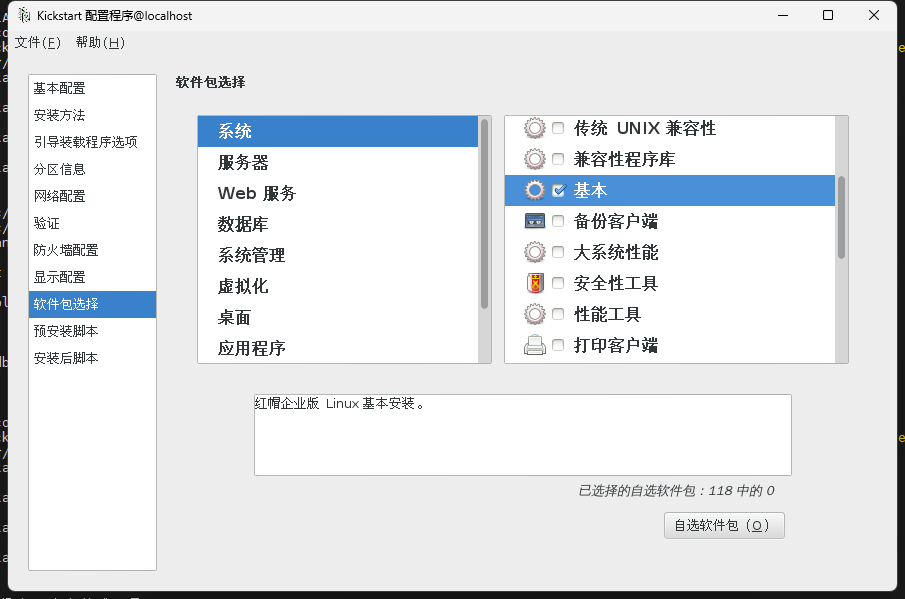 Kickstart 配置程序@localhost
文件(F) 帮助(H)
基本配置
安装方法
引导装载程序选项
分区信息
网络配置
验证
防火墙配置
显示配置
软件包选择
预安装脚本
安装后脚本
软件包选择
系统
服务器
Web 服务
数据库
系统管理
虚拟化
桌面
应用程序
传统 UNIX 兼容性
兼容性程序库
基本
备份客户端
大系统性能
安全性工具
性能工具
打印客户端
红帽企业版 Linux 基本安装。
已选择的自选软件包：118 中的 0
自选软件包（O）